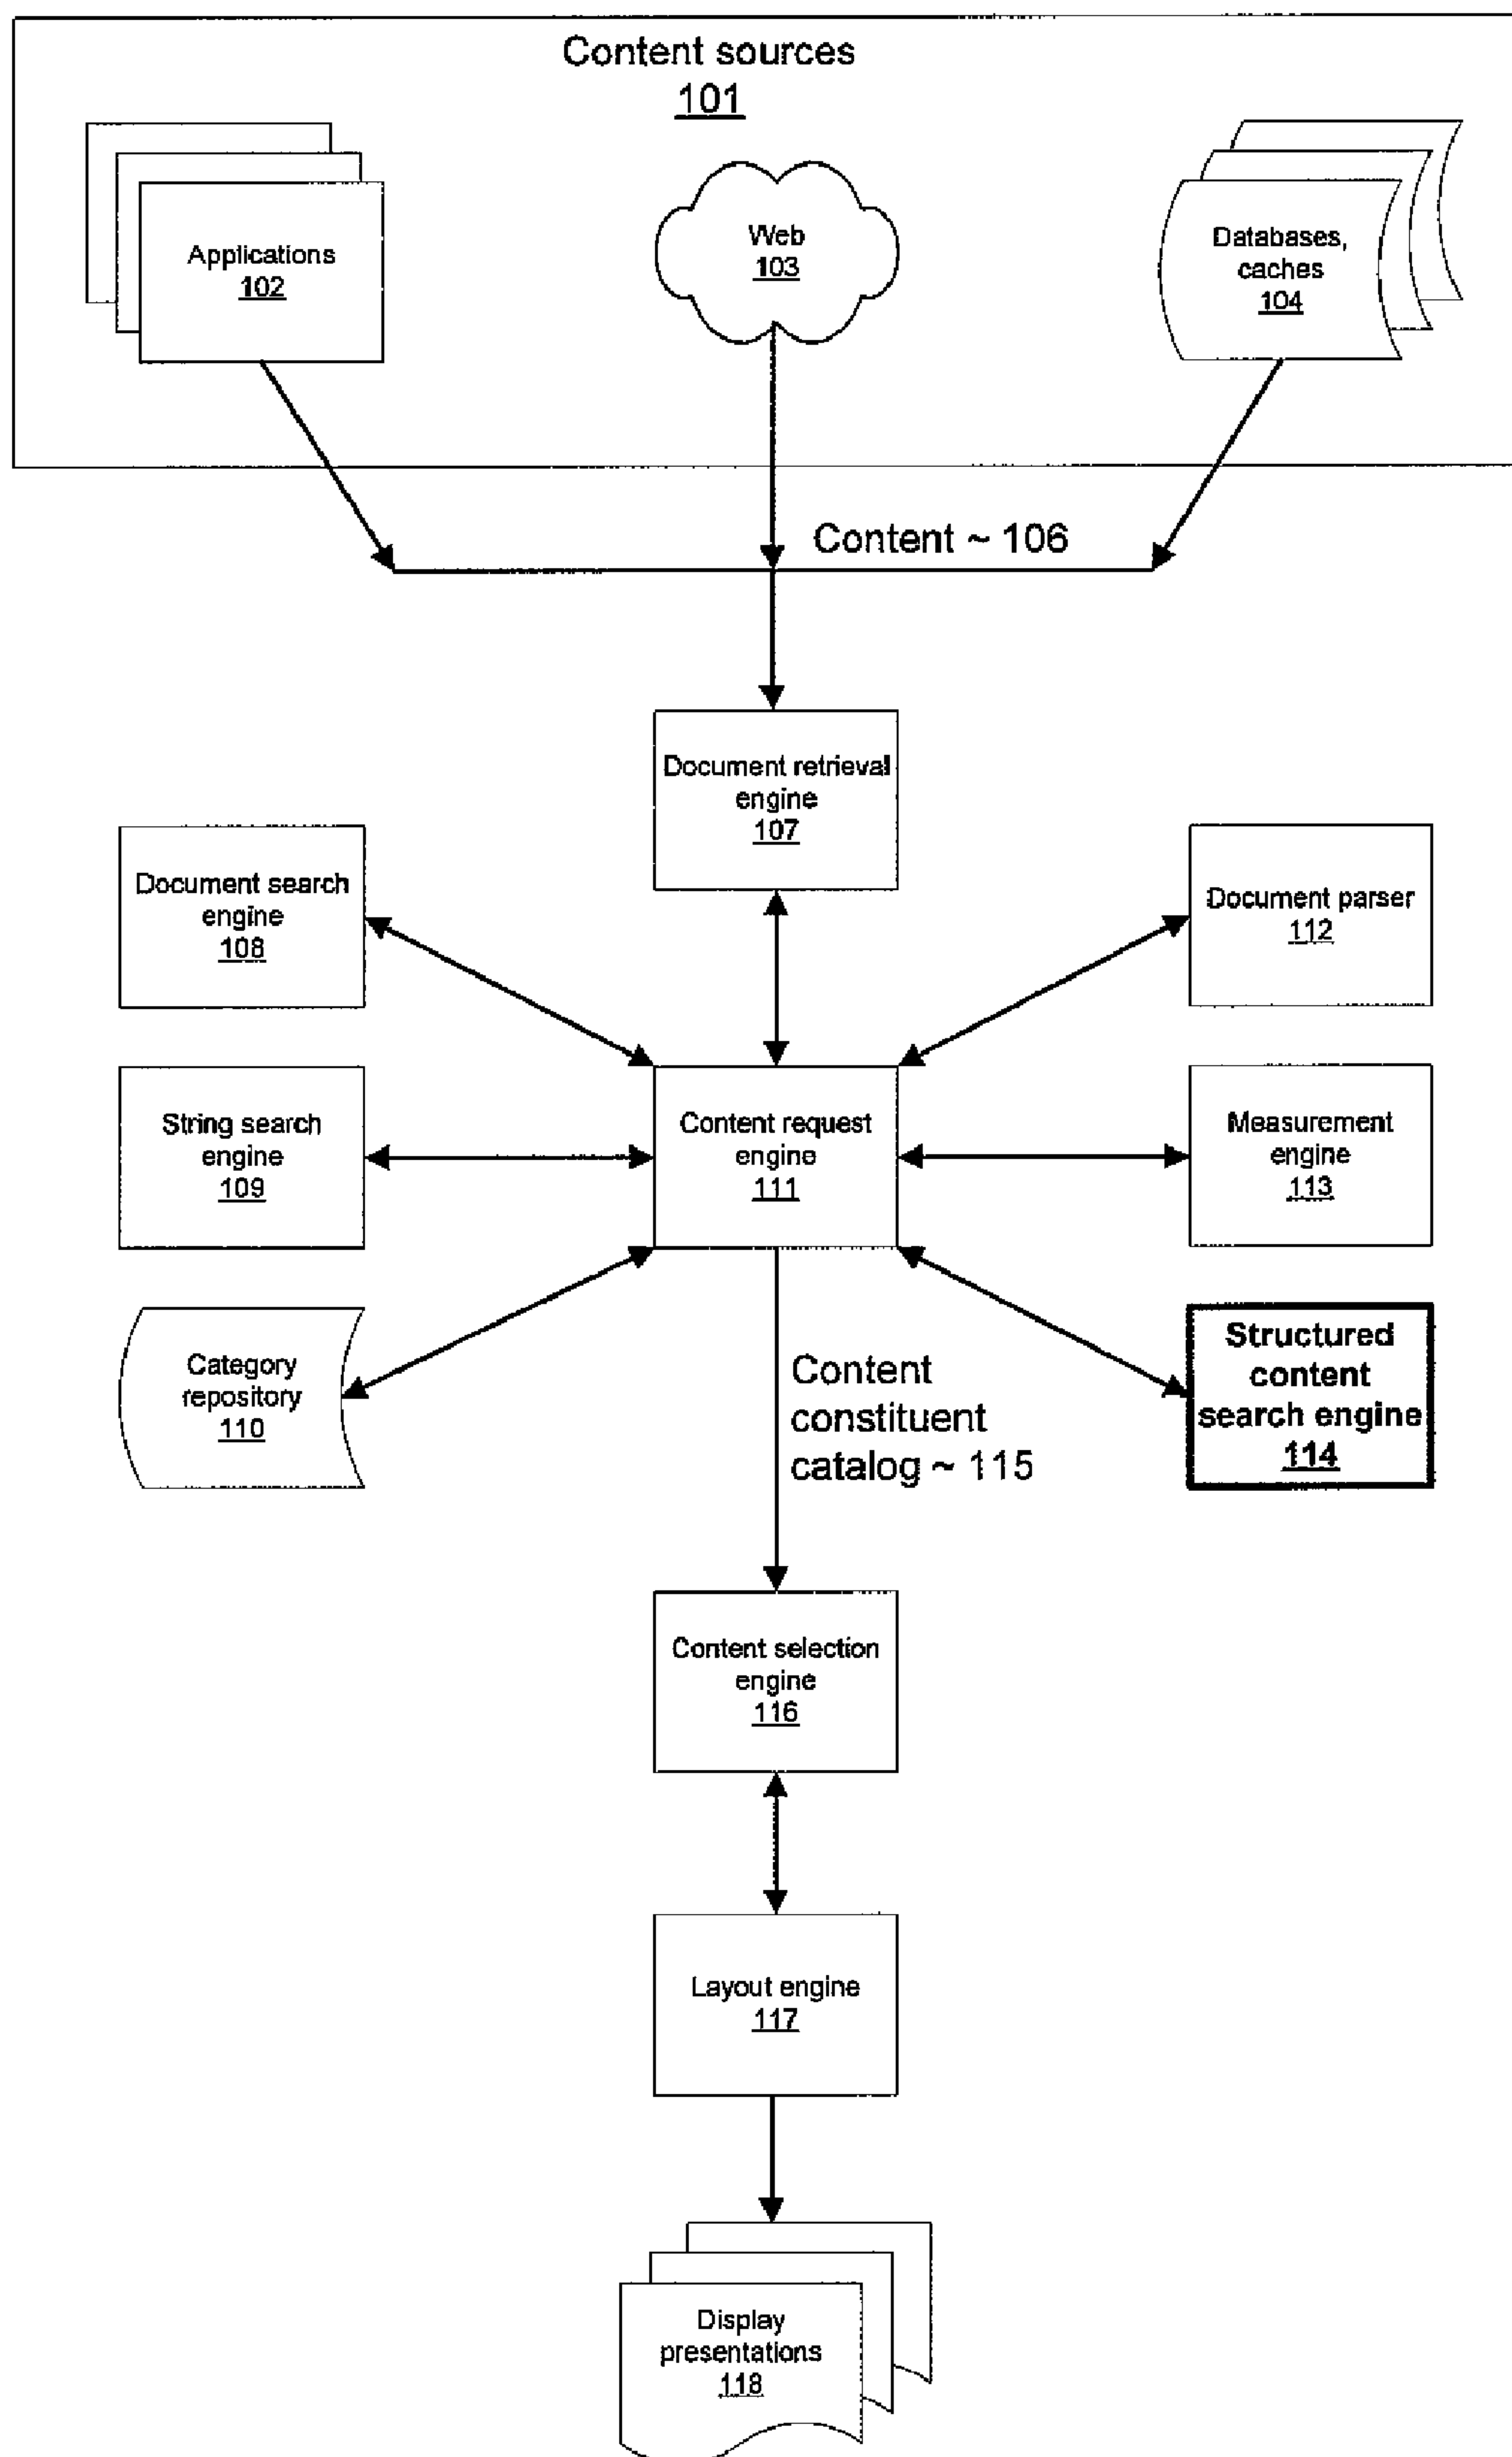 Content sources
101
Applications
102
Web
103
Databases,
caches
104
Content ~ 106
Document retrieval
engine
107
Document search
engine
108
Document parser
112
String search
engine
109
Content request
engine
111
Measurement
engine
113
Category
repository
110
Content
constituent
catalog ~ 115
Structured
content
search engine
114
Content selection
engine
116
Layout engine
117
Display
presentations
118